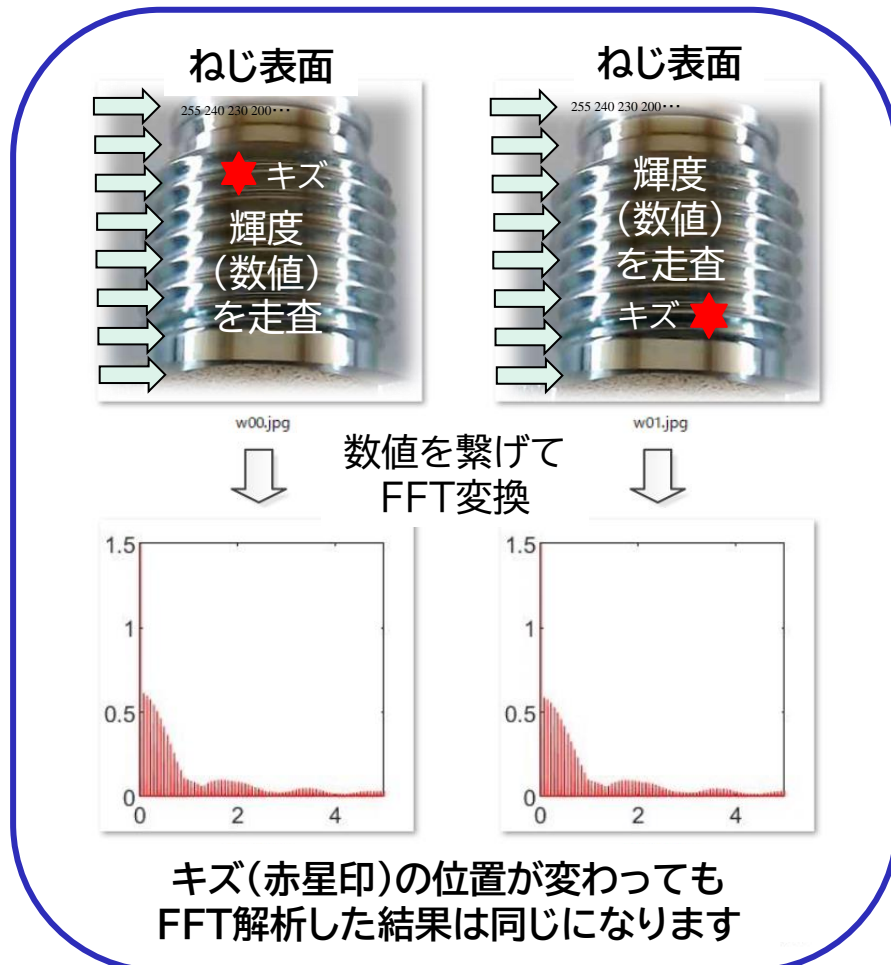 ねじ表面
255 240 230 200・・・
キズ
輝度
(数値)
を走査
w00.jpg
ねじ表面
255 240 230 200・・・
輝度
(数値)
を走査
キズ
w01.jpg
数値を繋げて
FFT変換
1.5
1
0.5
0
0 2 4
1.5
1
0.5
0
0 2 4
キズ(赤星印)の位置が変わっても
FFT解析した結果は同じになります